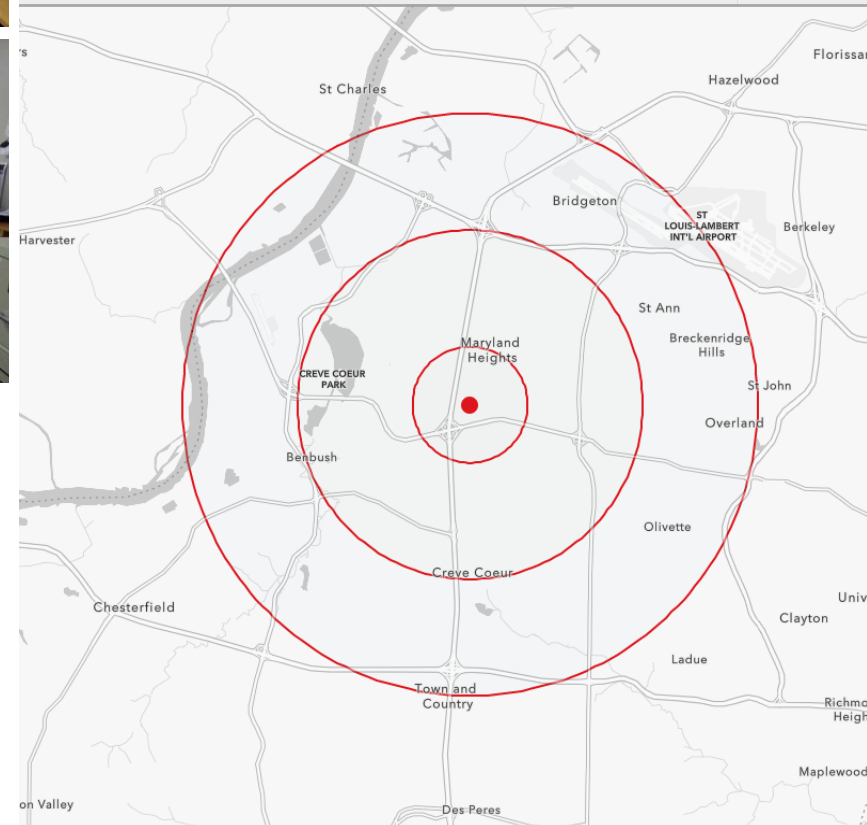 rs
Florissan
Hazelwood
St Charles
Bridgeton
ST
LOUIS-LAMBERT
INT'L AIRPORT
Berkeley
Harvester
St Ann
Maryland
Heights
Breckenridge
Hills
CREVE COEUR
PARK
St John
Overland
Benbush
Olivette
Creve Coeur
Chesterfield
Univ
Clayton
Ladue
Town and
Country
Richmo
Heigh
Maplewood
on Valley
Des Peres